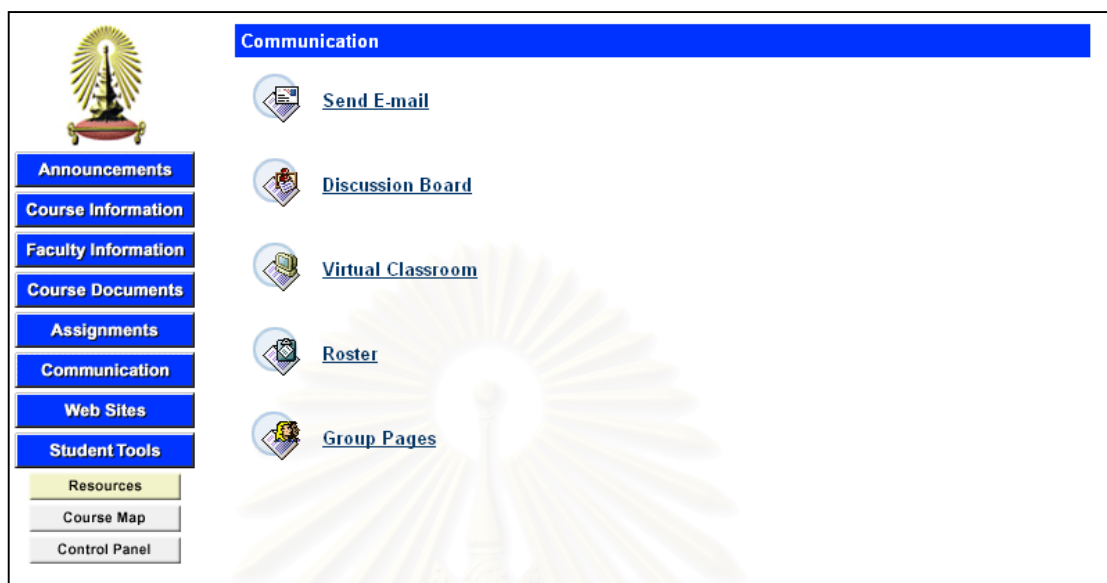 Communication
Send E-mail
Discussion Board
Virtual Classroom
Roster
Group Pages
Announcements
Course Information
Faculty Information
Course Documents
Assignments
Communication
Web Sites
Student Tools
Resources
Course Map
Control Panel